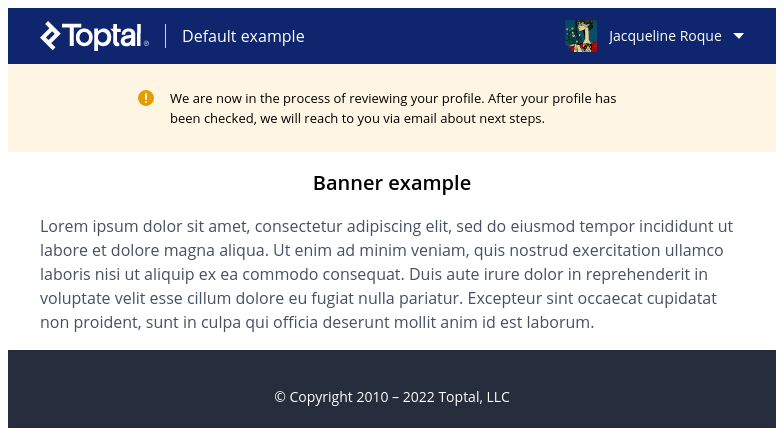 Toptal®
Default example
Jacqueline Roque
We are now in the process of reviewing your profile. After your profile has
been checked, we will reach to you via email about next steps.
Banner example
Lorem ipsum dolor sit amet, consectetur adipiscing elit, sed do eiusmod tempor incididunt ut
labore et dolore magna aliqua. Ut enim ad minim veniam, quis nostrud exercitation ullamco
laboris nisi ut aliquip ex ea commodo consequat. Duis aute irure dolor in reprehenderit in
voluptate velit esse cillum dolore eu fugiat nulla pariatur. Excepteur sint occaecat cupidatat
non proident, sunt in culpa qui officia deserunt mollit anim id est laborum.
© Copyright 2010 – 2022 Toptal, LLC